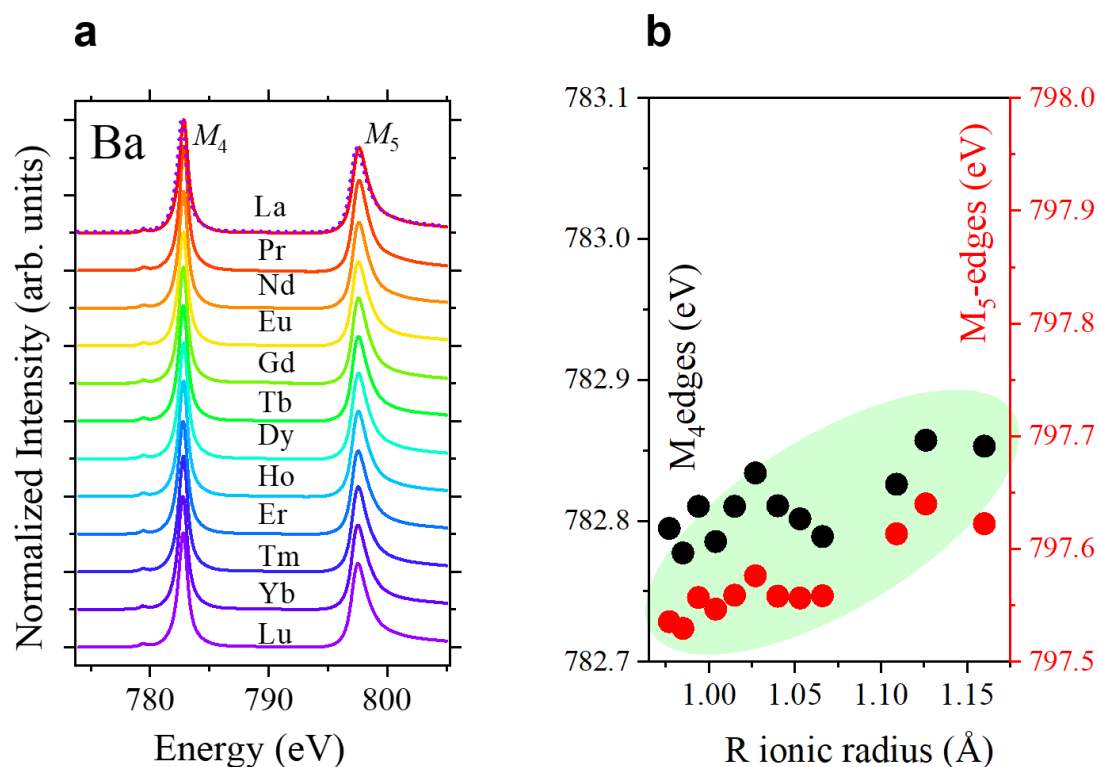 a
Ba
M4
M5
La
Pr
Nd
Eu
Gd
Tb
Dy
Ho
Er
Tm
Yb
Lu
Normalized Intensity (arb. units)
780
790
800
Energy (eV)
b
783.1
783.0
782.9
782.8
782.7
M4edges (eV)
798.0
797.9
797.8
797.7
797.6
797.5
M5-edges (eV)
1.00
1.05
1.10
1.15
R ionic radius (Å)